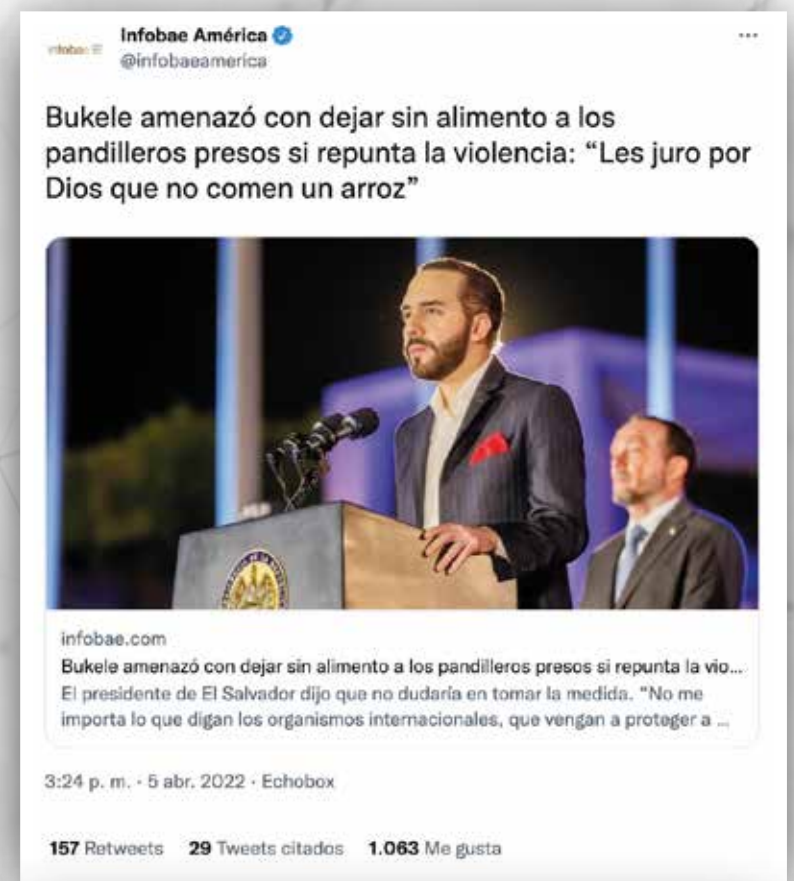 infobae
Infobae América
@infobaeamerica
Bukele amenazó con dejar sin alimento a los
pandilleros presos si repunta la violencia: “Les juro por
Dios que no comen un arroz”
infobae.com
Bukele amenazó con dejar sin alimento a los pandilleros presos si repunta la vio...
El presidente de El Salvador dijo que no dudaría en tomar la medida. “No me
importa lo que digan los organismos internacionales, que vengan a proteger a ...
3:24 p. m. · 5 abr. 2022 · Echobox
157 Retweets 29 Tweets citados 1.063 Me gusta